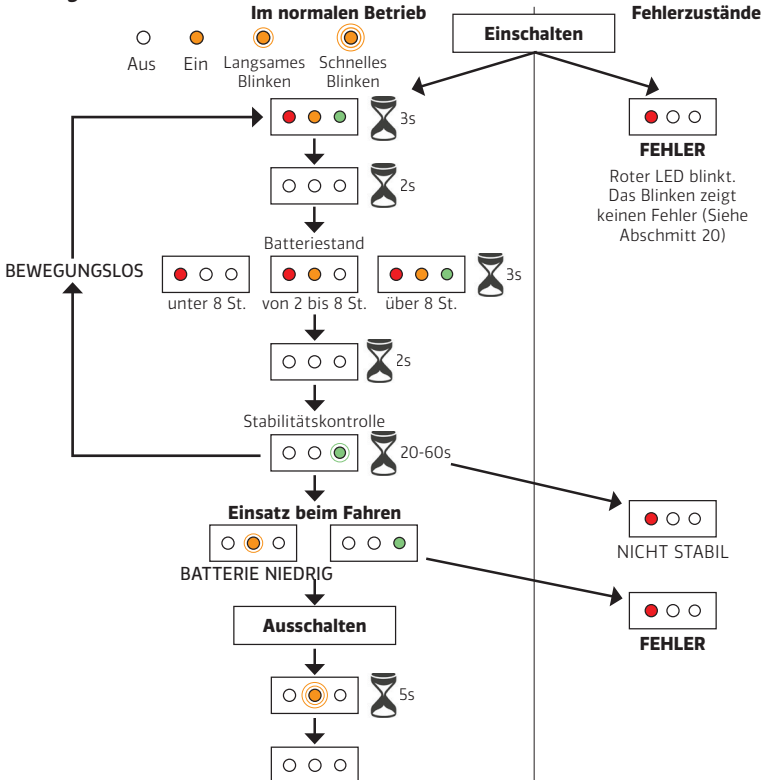 Im normalen Betrieb
Fehlerzustände
Einschalten
Aus
Ein
Langsames
Blinken
Schnelles
Blinken
3s
FEHLER
Roter LED blinkt.
Das Blinken zeigt
keinen Fehler (Siehe
Abschmitt 20)
2s
Batteriestand
BEWEGUNGSLOS
3s
unter 8 St.
von 2 bis 8 St.
über 8 St.
2s
Stabilitätskontrolle
20-60s
Einsatz beim Fahren
NICHT STABIL
BATTERIE NIEDRIG
Ausschalten
FEHLER
5s